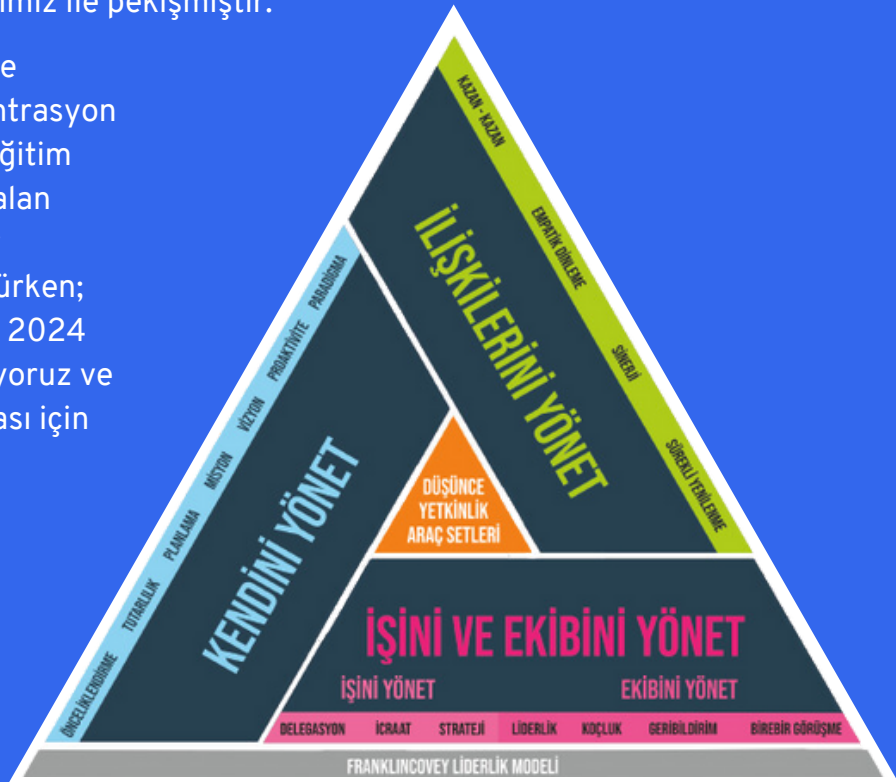 imiz ile pekişmiştir.
e
ntrasyon
ğitim
alan
ürken;
2024
yoruz ve
ası için
KAZAN - KAZAN
EMPATİK DİNLEME
SİNERJİ
SÜREKLİ YENİLENME
İLİŞKİLERİNİ YÖNET
PARADİGMA
PROAKTİVİTE
VİZYON
MİSYON
PLANLAMA
TUTARLILIK
ÖNCELİKLENDİRME
KENDİNİ YÖNET
DÜŞÜNCE
YETKİNLİK
ARAÇ SETLERİ
İŞİNİ VE EKİBİNİ YÖNET
İŞİNİ YÖNET EKİBİNİ YÖNET
DELEGASYON İCRAAT STRATEJİ LİDERLİK KOÇLUK GERİBİLDİRİM BİREBİR GÖRÜŞME
FRANKLINCOVEY LİDERLİK MODELİ